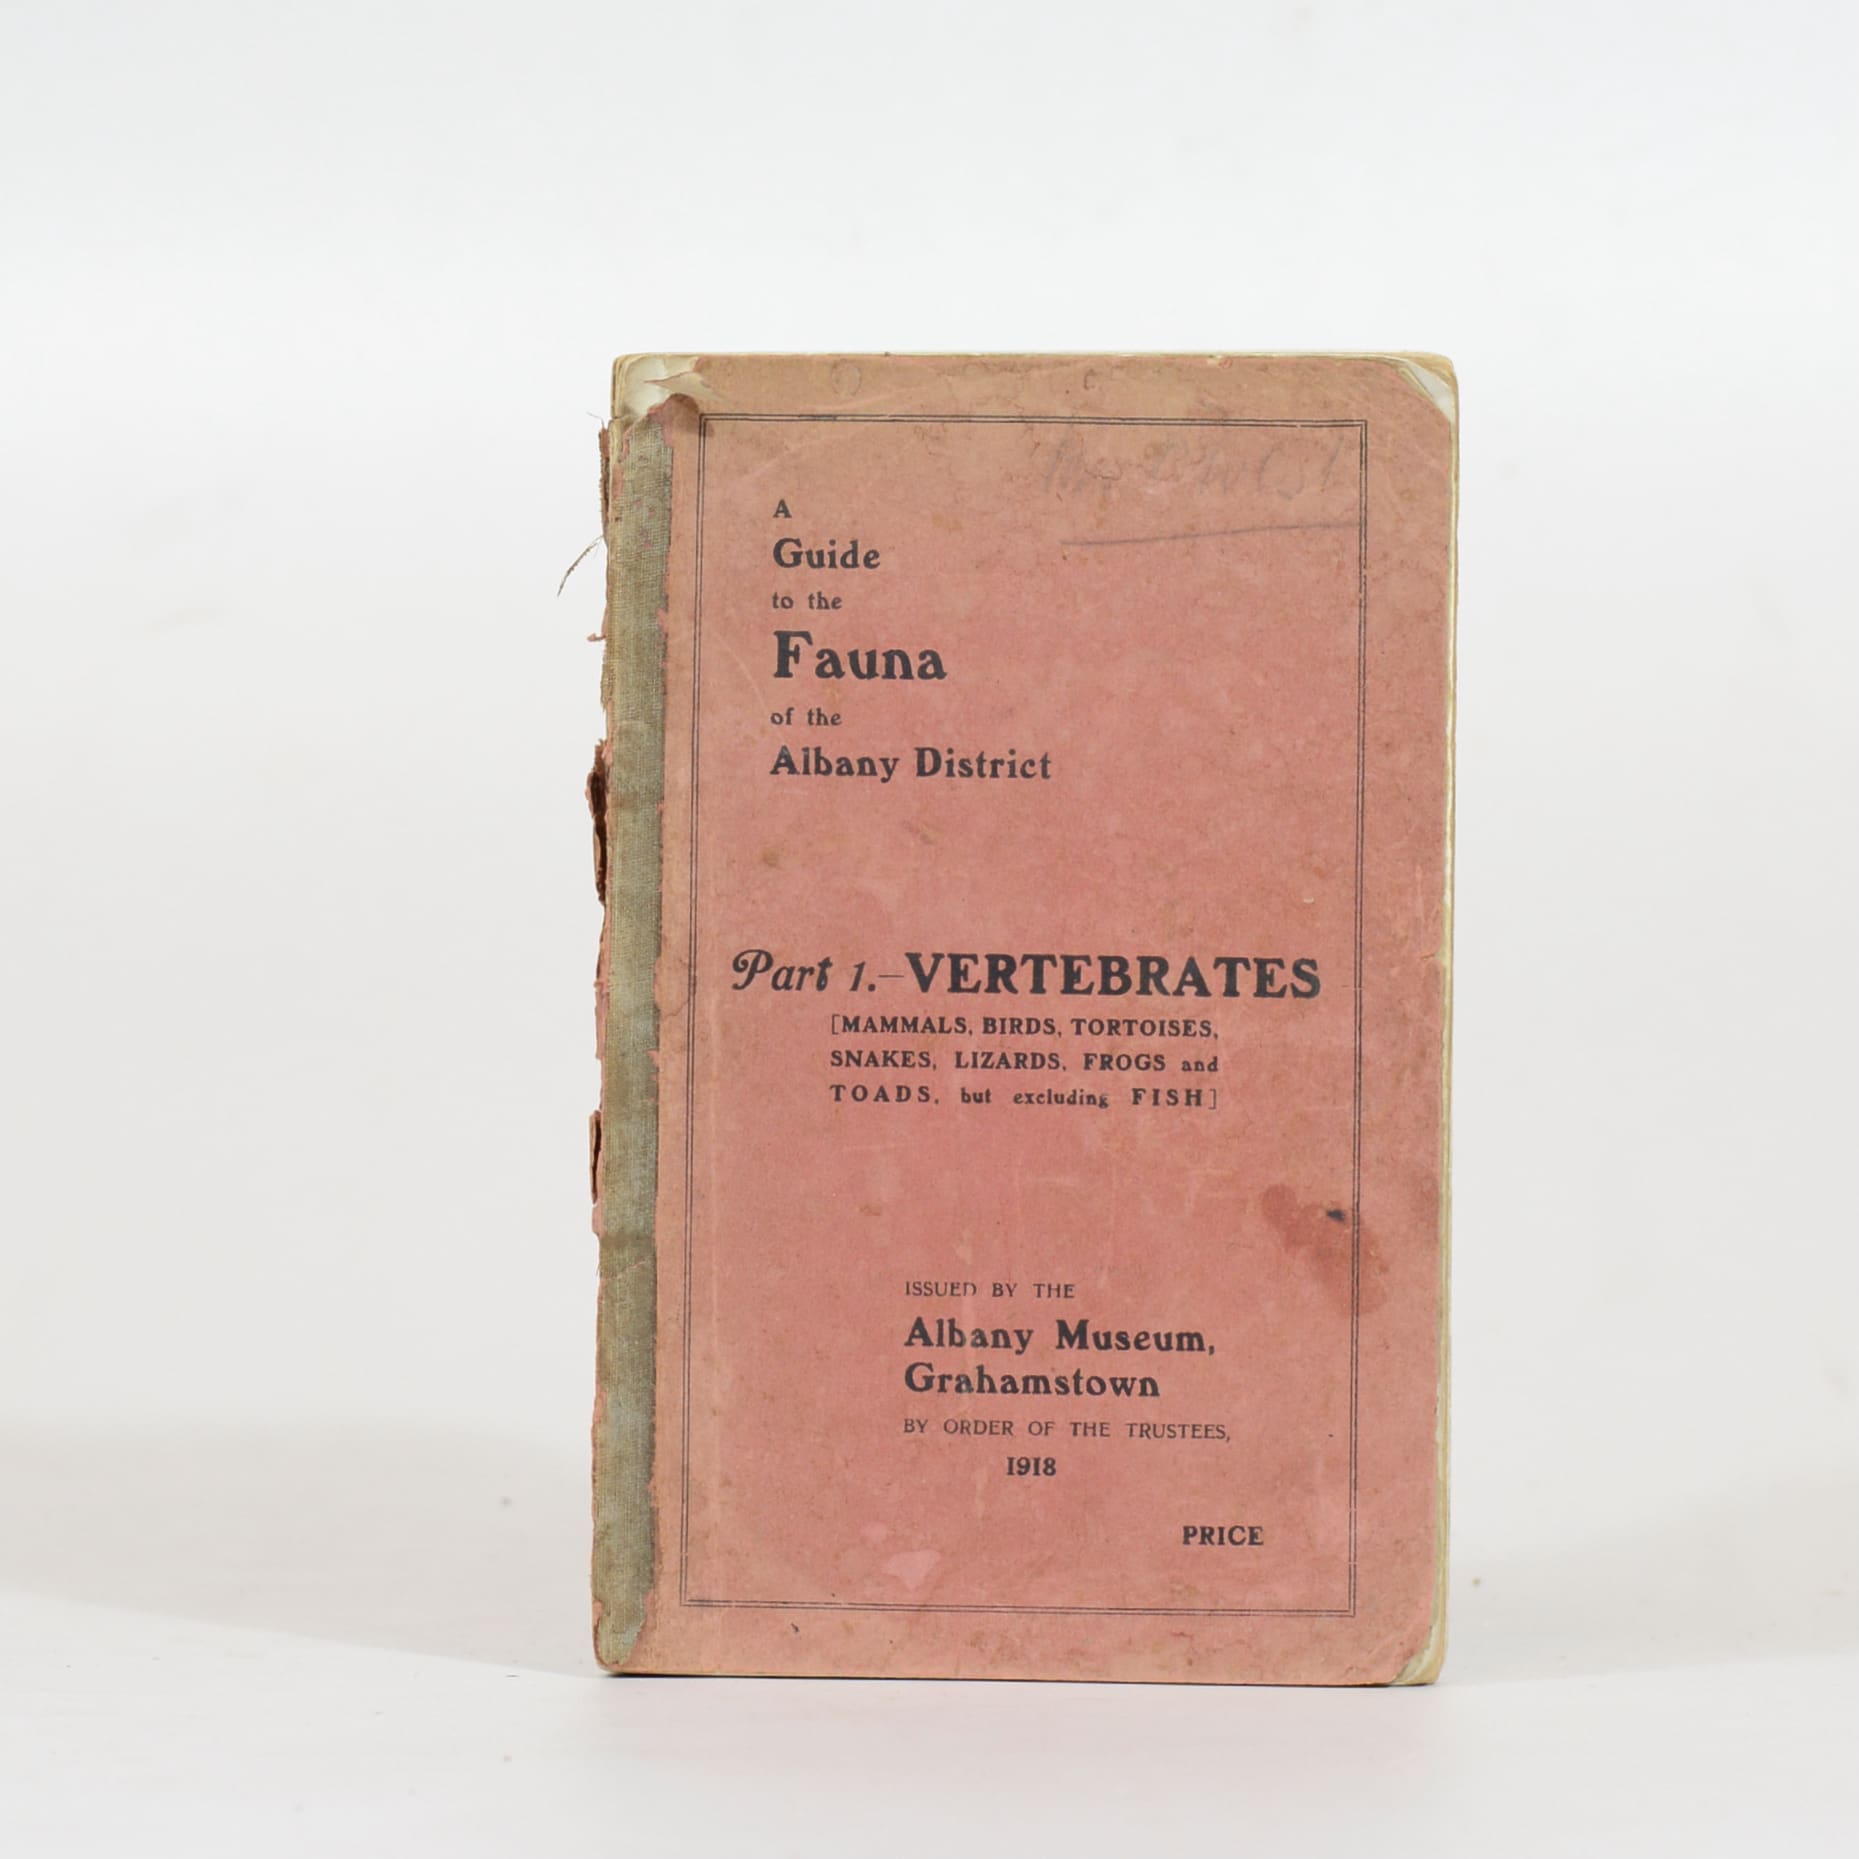 A
Guide
to the
Fauna
of the
Albany District
Part 1.–VERTEBRATES
[MAMMALS, BIRDS, TORTOISES,
SNAKES, LIZARDS, FROGS and
TOADS, but excluding FISH]
ISSUED BY THE
Albany Museum,
Grahamstown
BY ORDER OF THE TRUSTEES,
1918
PRICE